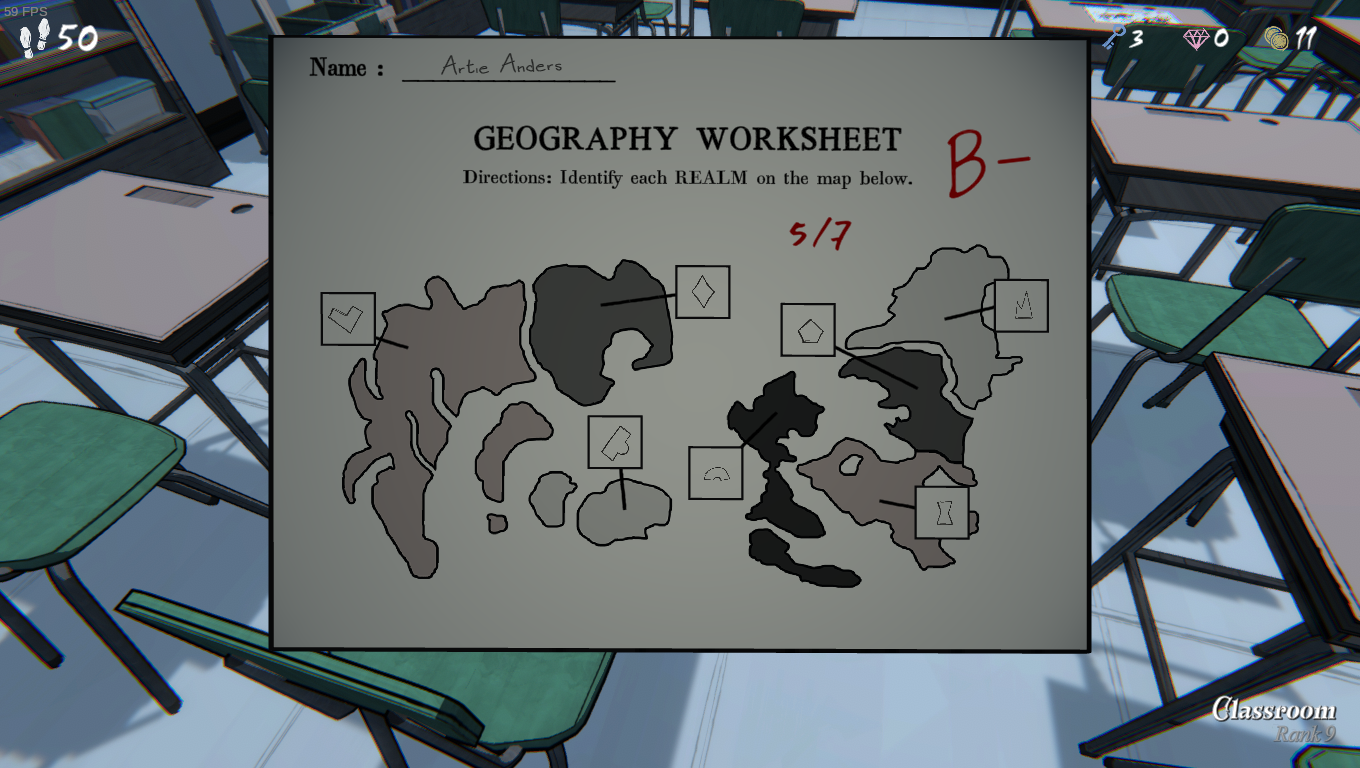 59 FPS
50
3
0
11
Name :
Artie Anders
GEOGRAPHY WORKSHEET
B-
Directions: Identify each REALM on the map below.
5/7
Classroom
Rank 9